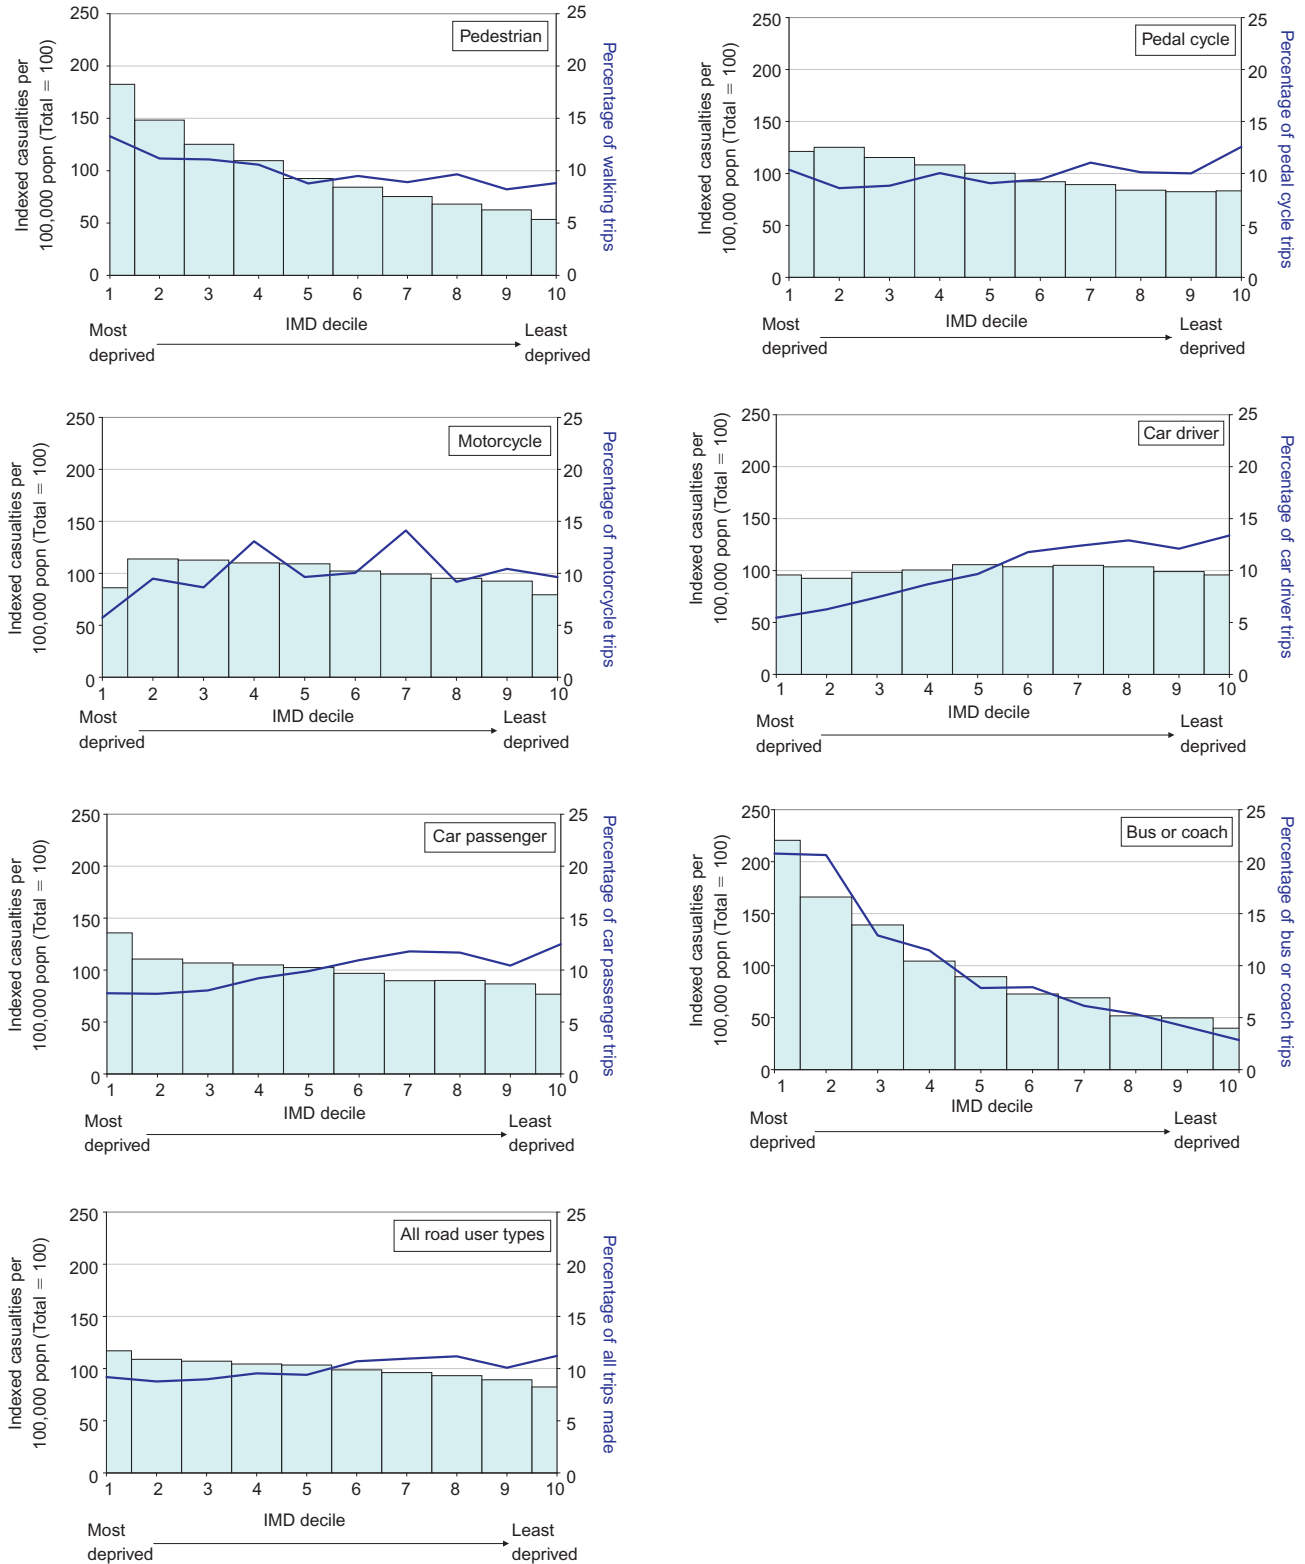 Pedestrian
Indexed casualties per
100,000 popn (Total = 100)
250
200
150
100
50
0
25
20
15
10
5
0
Percentage of walking trips
1 2 3 4 5 6 7 8 9 10
IMD decile
Most
deprived
Least
deprived
Pedal cycle
Indexed casualties per
100,000 popn (Total = 100)
250
200
150
100
50
0
25
20
15
10
5
0
Percentage of pedal cycle trips
1 2 3 4 5 6 7 8 9 10
IMD decile
Most
deprived
Least
deprived
Motorcycle
Indexed casualties per
100,000 popn (Total = 100)
250
200
150
100
50
0
25
20
15
10
5
0
Percentage of motorcycle trips
1 2 3 4 5 6 7 8 9 10
IMD decile
Most
deprived
Least
deprived
Car driver
Indexed casualties per
100,000 popn (Total = 100)
250
200
150
100
50
0
25
20
15
10
5
0
Percentage of car driver trips
1 2 3 4 5 6 7 8 9 10
IMD decile
Most
deprived
Least
deprived
Car passenger
Indexed casualties per
100,000 popn (Total = 100)
250
200
150
100
50
0
25
20
15
10
5
0
Percentage of car passenger trips
1 2 3 4 5 6 7 8 9 10
IMD decile
Most
deprived
Least
deprived
Bus or coach
Indexed casualties per
100,000 popn (Total = 100)
250
200
150
100
50
0
25
20
15
10
5
0
Percentage of bus or coach trips
1 2 3 4 5 6 7 8 9 10
IMD decile
Most
deprived
Least
deprived
All road user types
Indexed casualties per
100,000 popn (Total = 100)
250
200
150
100
50
0
25
20
15
10
5
0
Percentage of all trips made
1 2 3 4 5 6 7 8 9 10
IMD decile
Most
deprived
Least
deprived